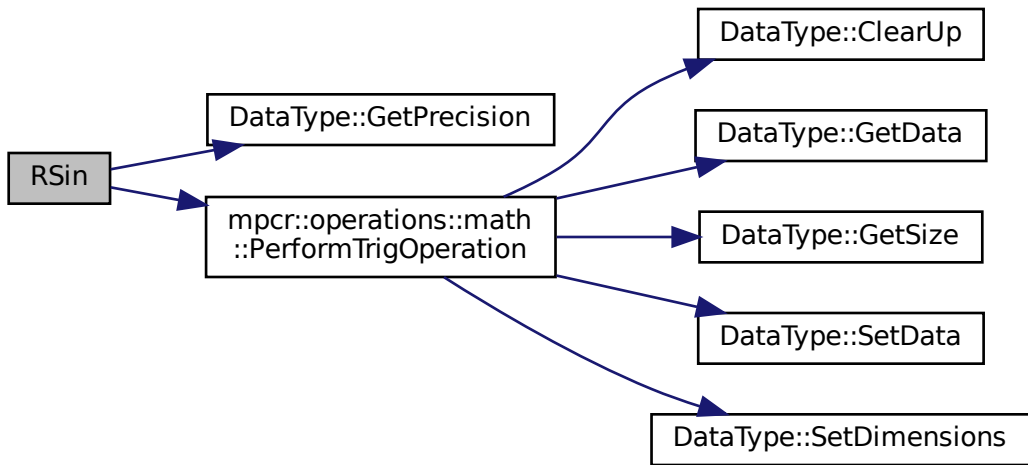 RSin
DataType::GetPrecision
mpcr::operations::math
::PerformTrigOperation
DataType::ClearUp
DataType::GetData
DataType::GetSize
DataType::SetData
DataType::SetDimensions